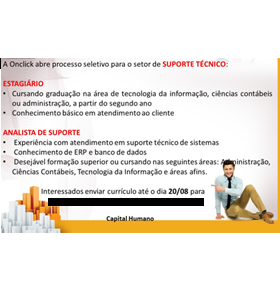 A Onclick abre processo seletivo para o setor de SUPORTE TÉCNICO:
ESTAGIÁRIO
• Cursando graduação na área de tecnologia da informação, ciências contábeis
ou administração, a partir do segundo ano
• Conhecimento básico em atendimento ao cliente
ANALISTA DE SUPORTE
• Experiência com atendimento em suporte técnico de sistemas
• Conhecimento de ERP e banco de dados
• Desejável formação superior ou cursando nas seguintes áreas: Administração,
Ciências Contábeis, Tecnologia da Informação e áreas afins.
Interessados enviar currículo até o dia 20/08 para
Capital Humano